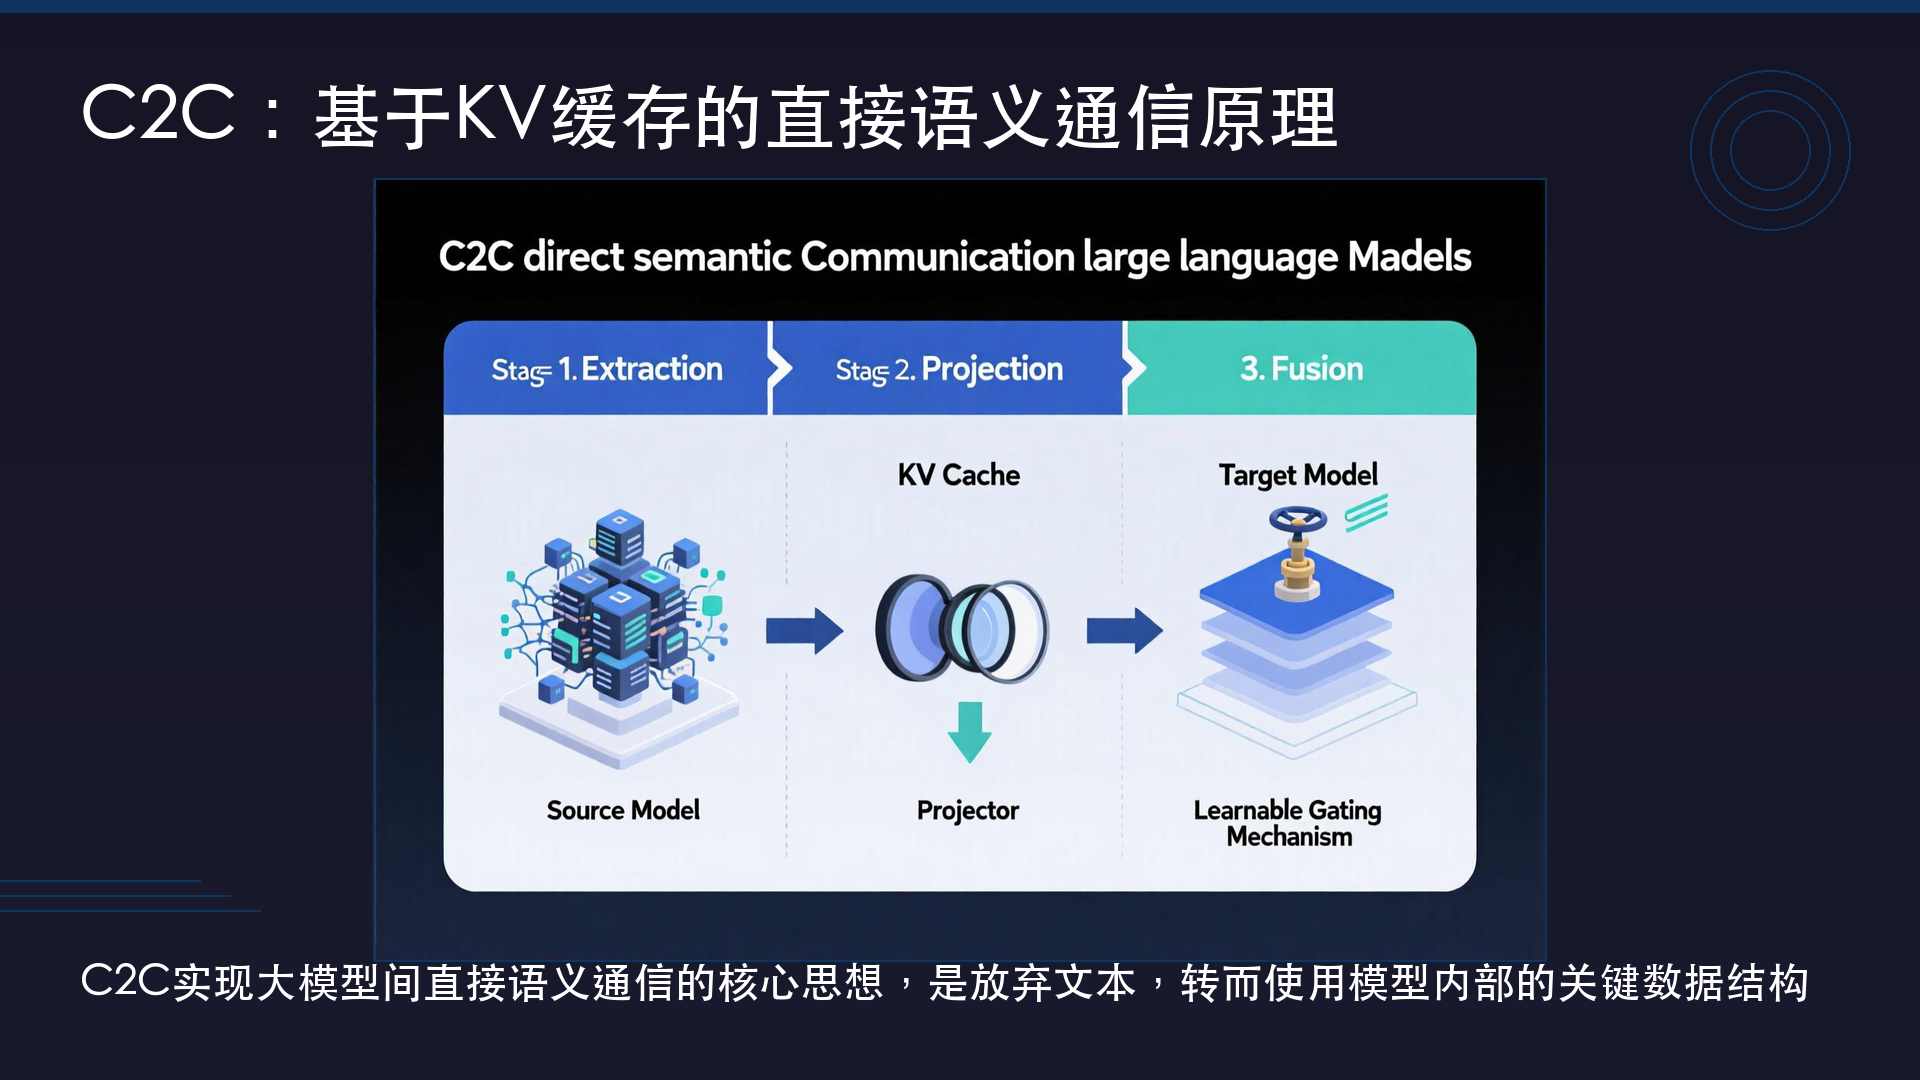 C2C：基于KV缓存的直接语义通信原理
C2C direct semantic Communication large language Madels
Stag 1. Extraction
Stag 2. Projection
3. Fusion
KV Cache
Target Model
Source Model
Projector
Learnable Gating
Mechanism
C2C实现大模型间直接语义通信的核心思想，是放弃文本，转而使用模型内部的关键数据结构